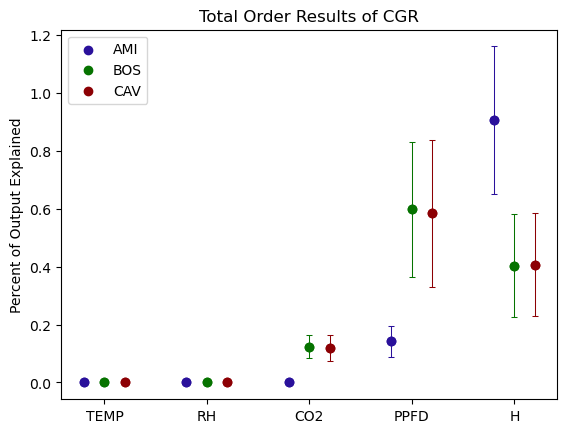 Total Order Results of CGR
Percent of Output Explained
1.2
1.0
0.8
0.6
0.4
0.2
0.0
AMI
BOS
CAV
TEMP RH CO2 PPFD H